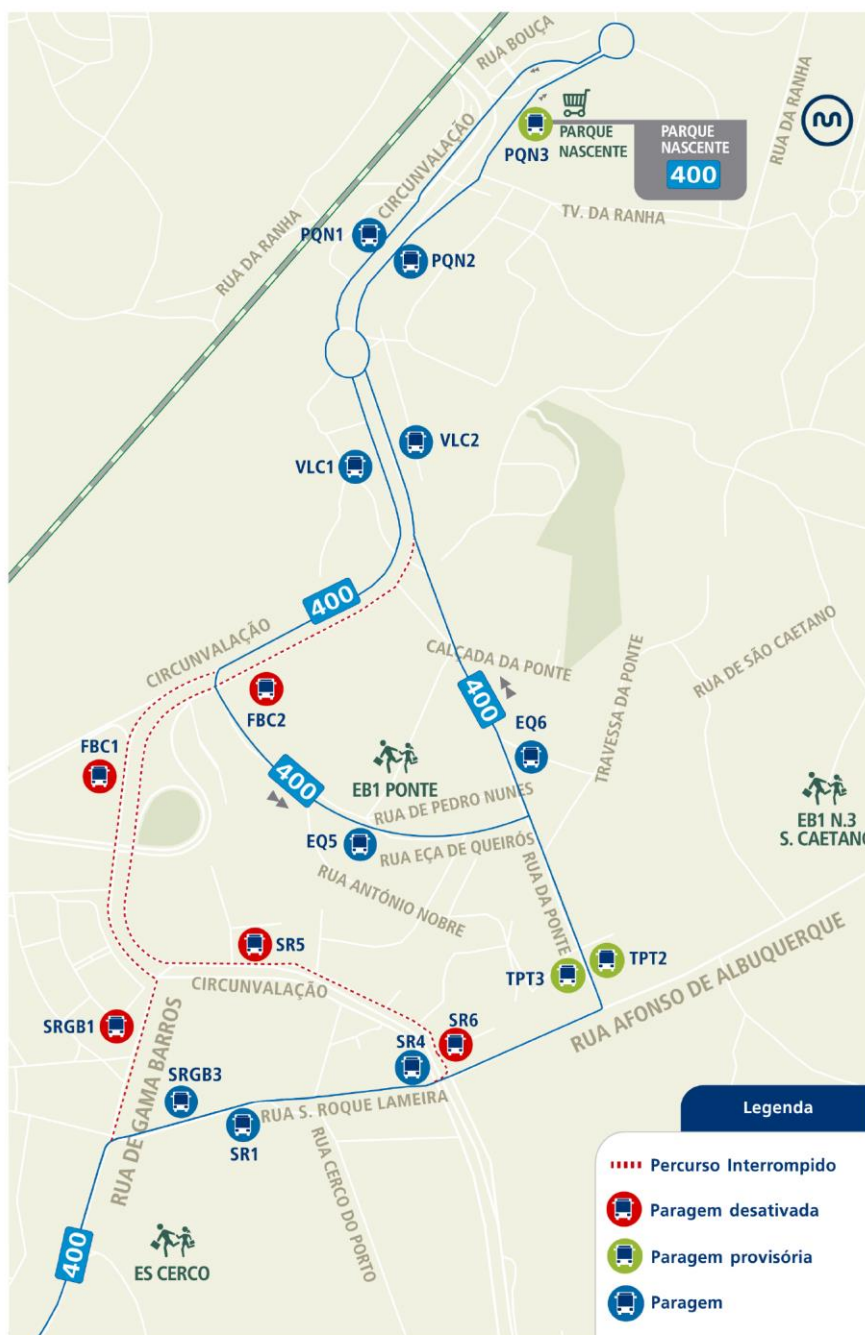 RUA BOUÇA
RUA DA RANHA
CIRCUNVALAÇÃO
PARQUE
NASCENTE
PQN3
PARQUE
NASCENTE
400
TV. DA RANHA
RUA DA RANHA
PQN1
PQN2
VLC2
VLC1
400
CIRCUNVALAÇÃO
CALÇADA DA PONTE
TRAVESSA DA PONTE
RUA DE SÃO CAETANO
400
FBC2
EQ6
FBC1
400
EB1 PONTE
RUA DE PEDRO NUNES
EB1 N.3
S. CAETANO
EQ5
RUA EÇA DE QUEIRÓS
RUA ANTÓNIO NOBRE
RUA DA PONTE
SR5
TPT2
TPT3
CIRCUNVALAÇÃO
RUA AFONSO DE ALBUQUERQUE
SRGB1
RUA DE GAMA BARROS
SR4
SR6
SRGB3
RUA S. ROQUE LAMEIRA
SR1
RUA CERCO DO PORTO
400
ES CERCO
Legenda
Percurso Interrompido
Paragem desativada
Paragem provisória
Paragem